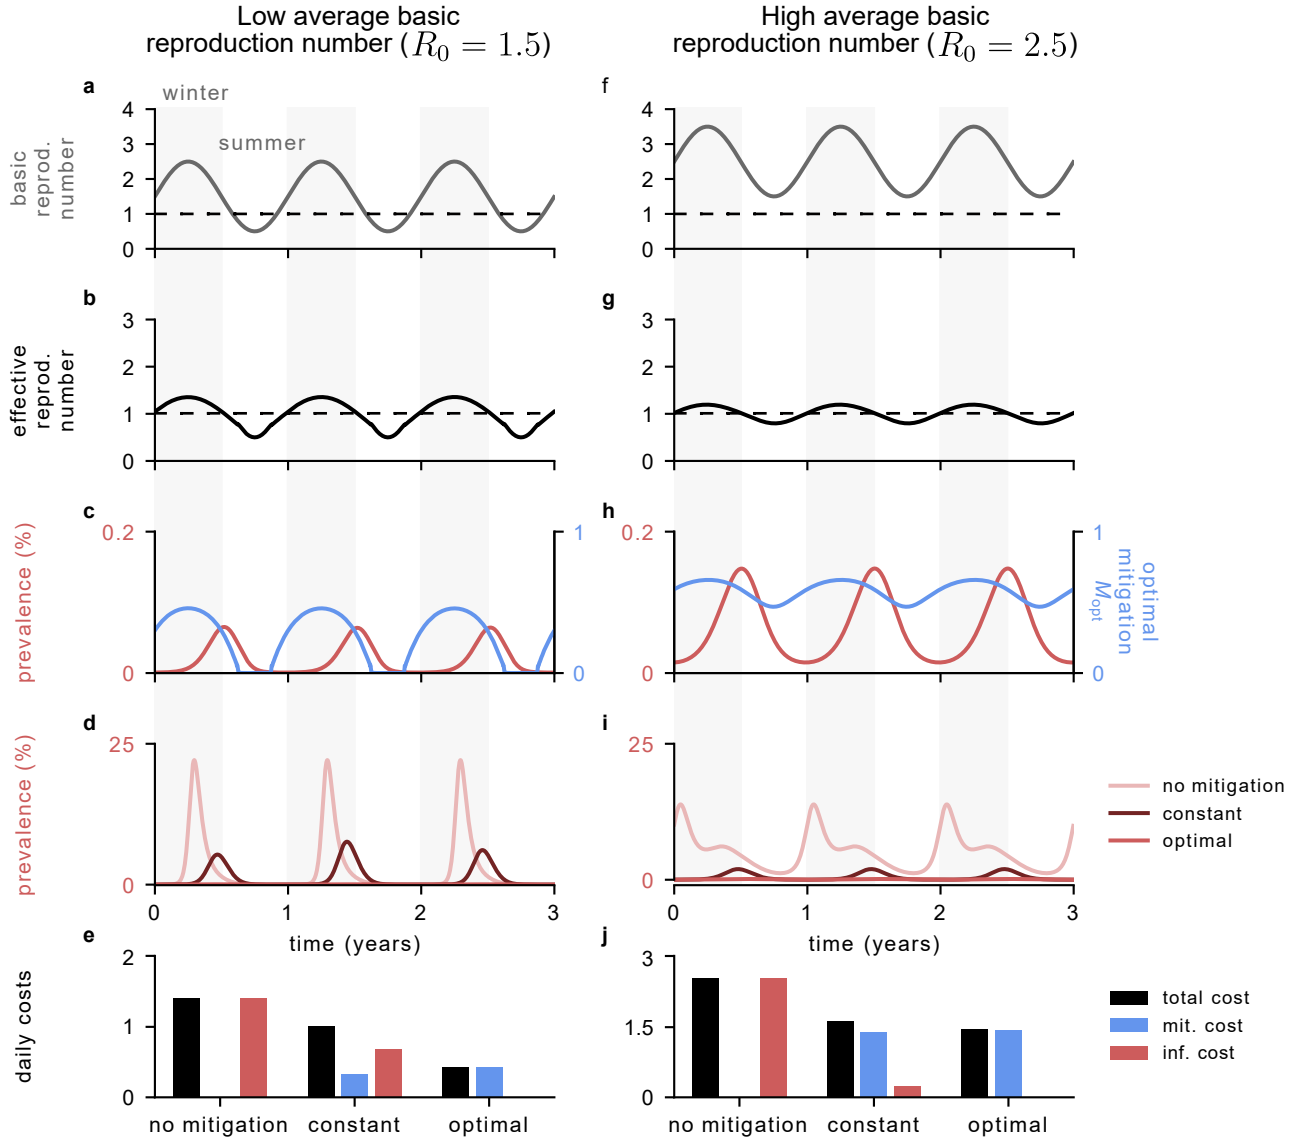 Low average basic
reproduction number (R0 = 1.5)
High average basic
reproduction number (R0 = 2.5)
a
winter
summer
basic
reprod.
number
4
3
2
1
0
f
4
3
2
1
0
b
effective
reprod.
number
3
2
1
0
g
3
2
1
0
c
prevalence (%)
0.2
0
1
0
h
0.2
0
1
0
optimal
mitigation
Mopt
d
prevalence (%)
25
0
0
1
2
3
time (years)
i
25
0
0
1
2
3
time (years)
no mitigation
constant
optimal
e
daily costs
2
1
0
no mitigation
constant
optimal
j
3
1.5
0
no mitigation
constant
optimal
total cost
mit. cost
inf. cost